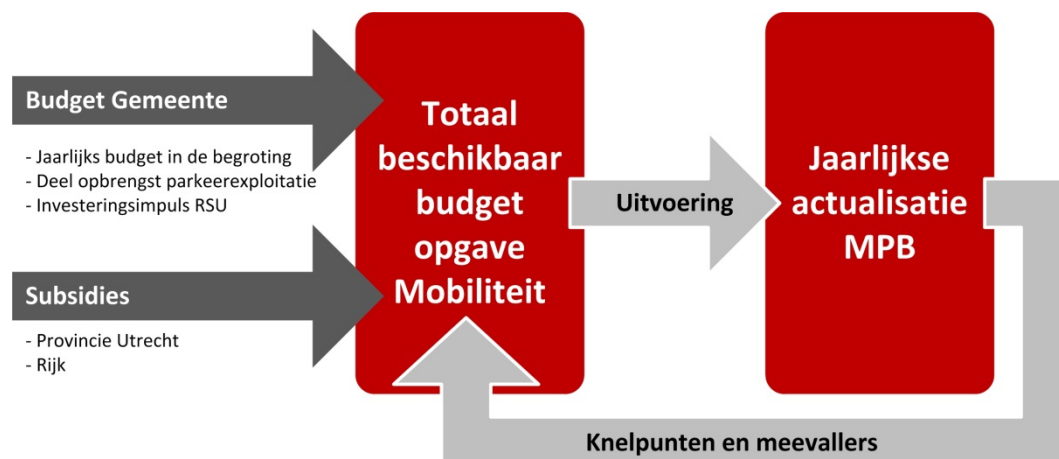 Budget Gemeente
- Jaarlijks budget in de begroting
- Deel opbrengst parkeerexploitatie
- Investeringsimpuls RSU
Subsidies
- Provincie Utrecht
- Rijk
Totaal
beschikbaar
budget
opgave
Mobiliteit
Uitvoering
Jaarlijkse
actualisatie
MPB
Knelpunten en meevallers